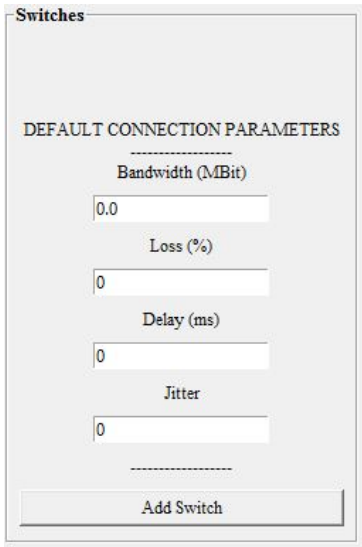 Switches
DEFAULT CONNECTION PARAMETERS
------------------
Bandwidth (MBit)
0.0
Loss (%)
0
Delay (ms)
0
Jitter
0
------------------
Add Switch